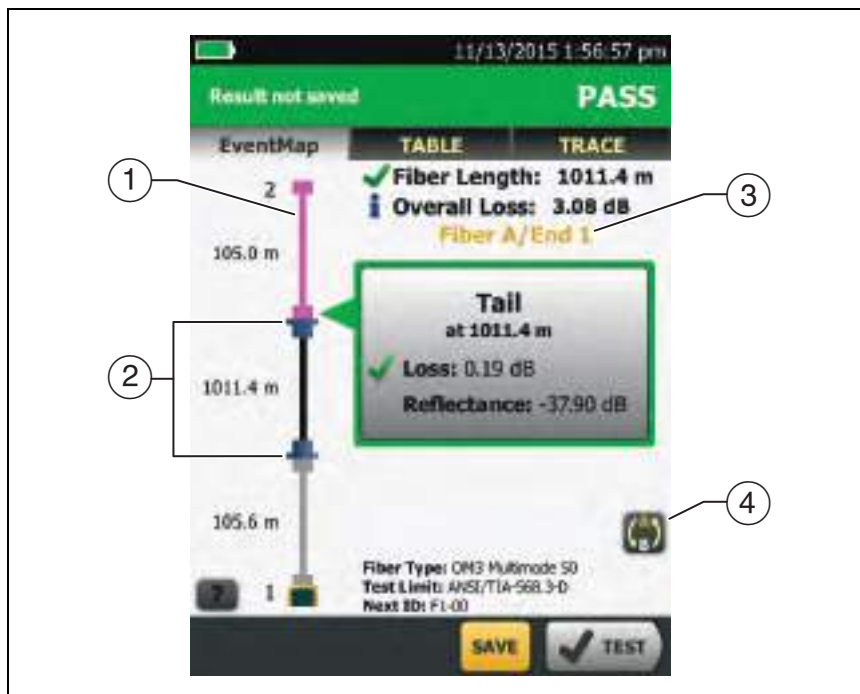 11/13/2015 1:56:57 pm
Result not saved
PASS
EventMap
TABLE
TRACE
2
Fiber Length: 1011.4 m
i Overall Loss: 3.08 dB
Fiber A/End 1
105.0 m
Tail
at 1011.4 m
Loss: 0.19 dB
Reflectance: -37.90 dB
1011.4 m
105.6 m
B
Fiber Type: OM3 Multimode 50
Test Limit: ANSI/TIA-568.3-D
Next ID: F1-00
?
1
SAVE
TEST
1
2
3
4